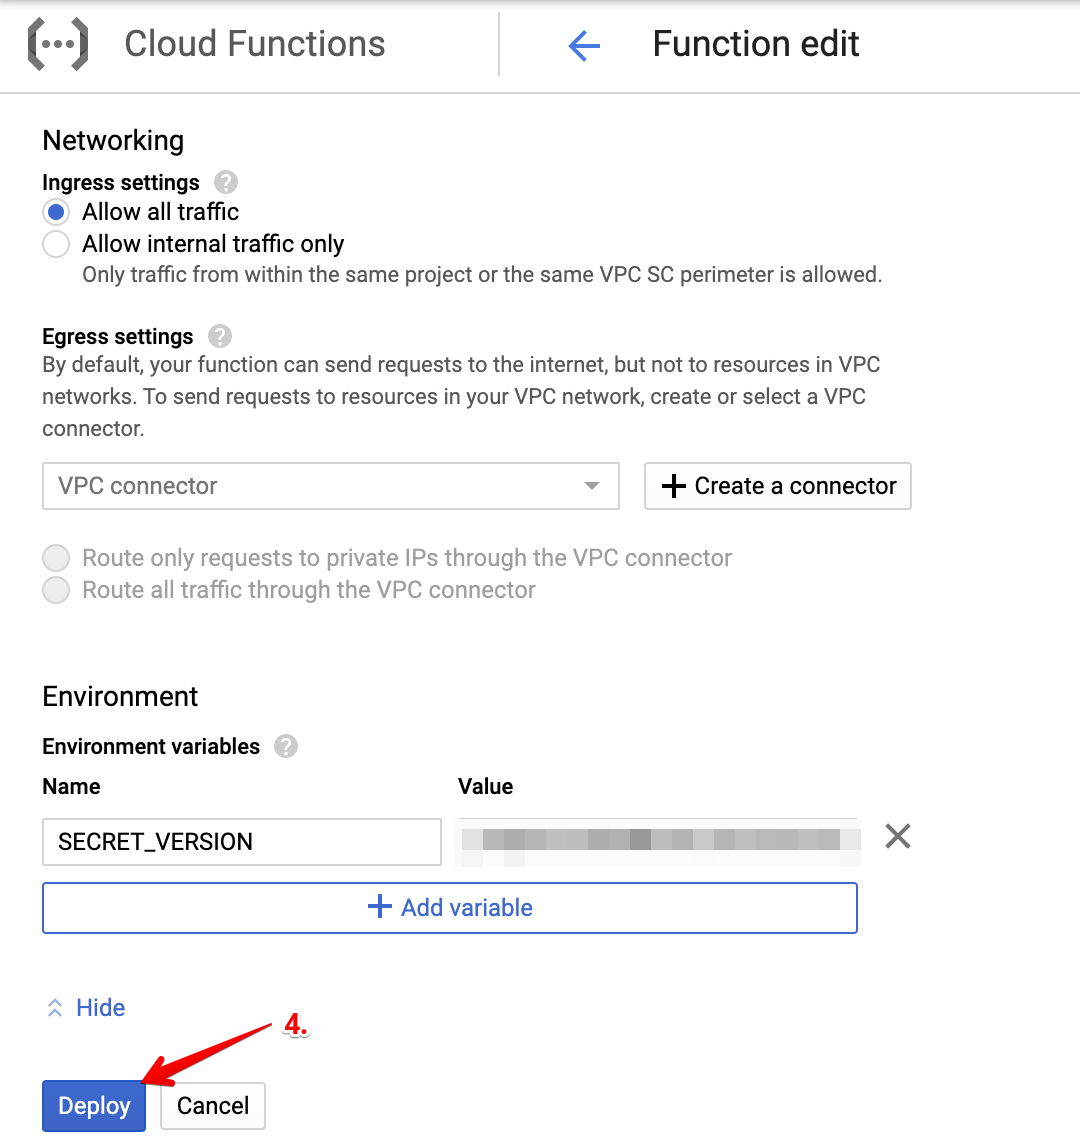 Cloud Functions
Function edit
Networking
Ingress settings ?
Allow all traffic
Allow internal traffic only
Only traffic from within the same project or the same VPC SC perimeter is allowed.
Egress settings ?
By default, your function can send requests to the internet, but not to resources in VPC
networks. To send requests to resources in your VPC network, create or select a VPC
connector.
VPC connector
+ Create a connector
Route only requests to private IPs through the VPC connector
Route all traffic through the VPC connector
Environment
Environment variables ?
Name Value
SECRET_VERSION
+ Add variable
Hide
4.
Deploy Cancel